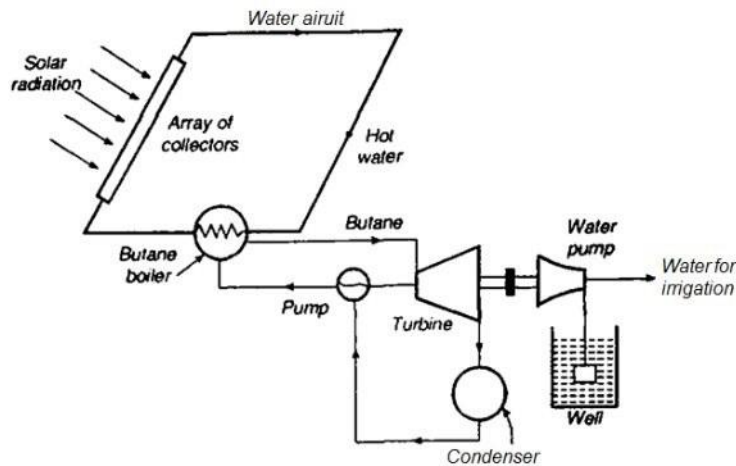 Water airuit
Solar
radiation
Array of
collectors
Hot
water
Butane
Butane
boiler
Pump
Turbine
Water
pump
Water for
irrigation
Well
Condenser